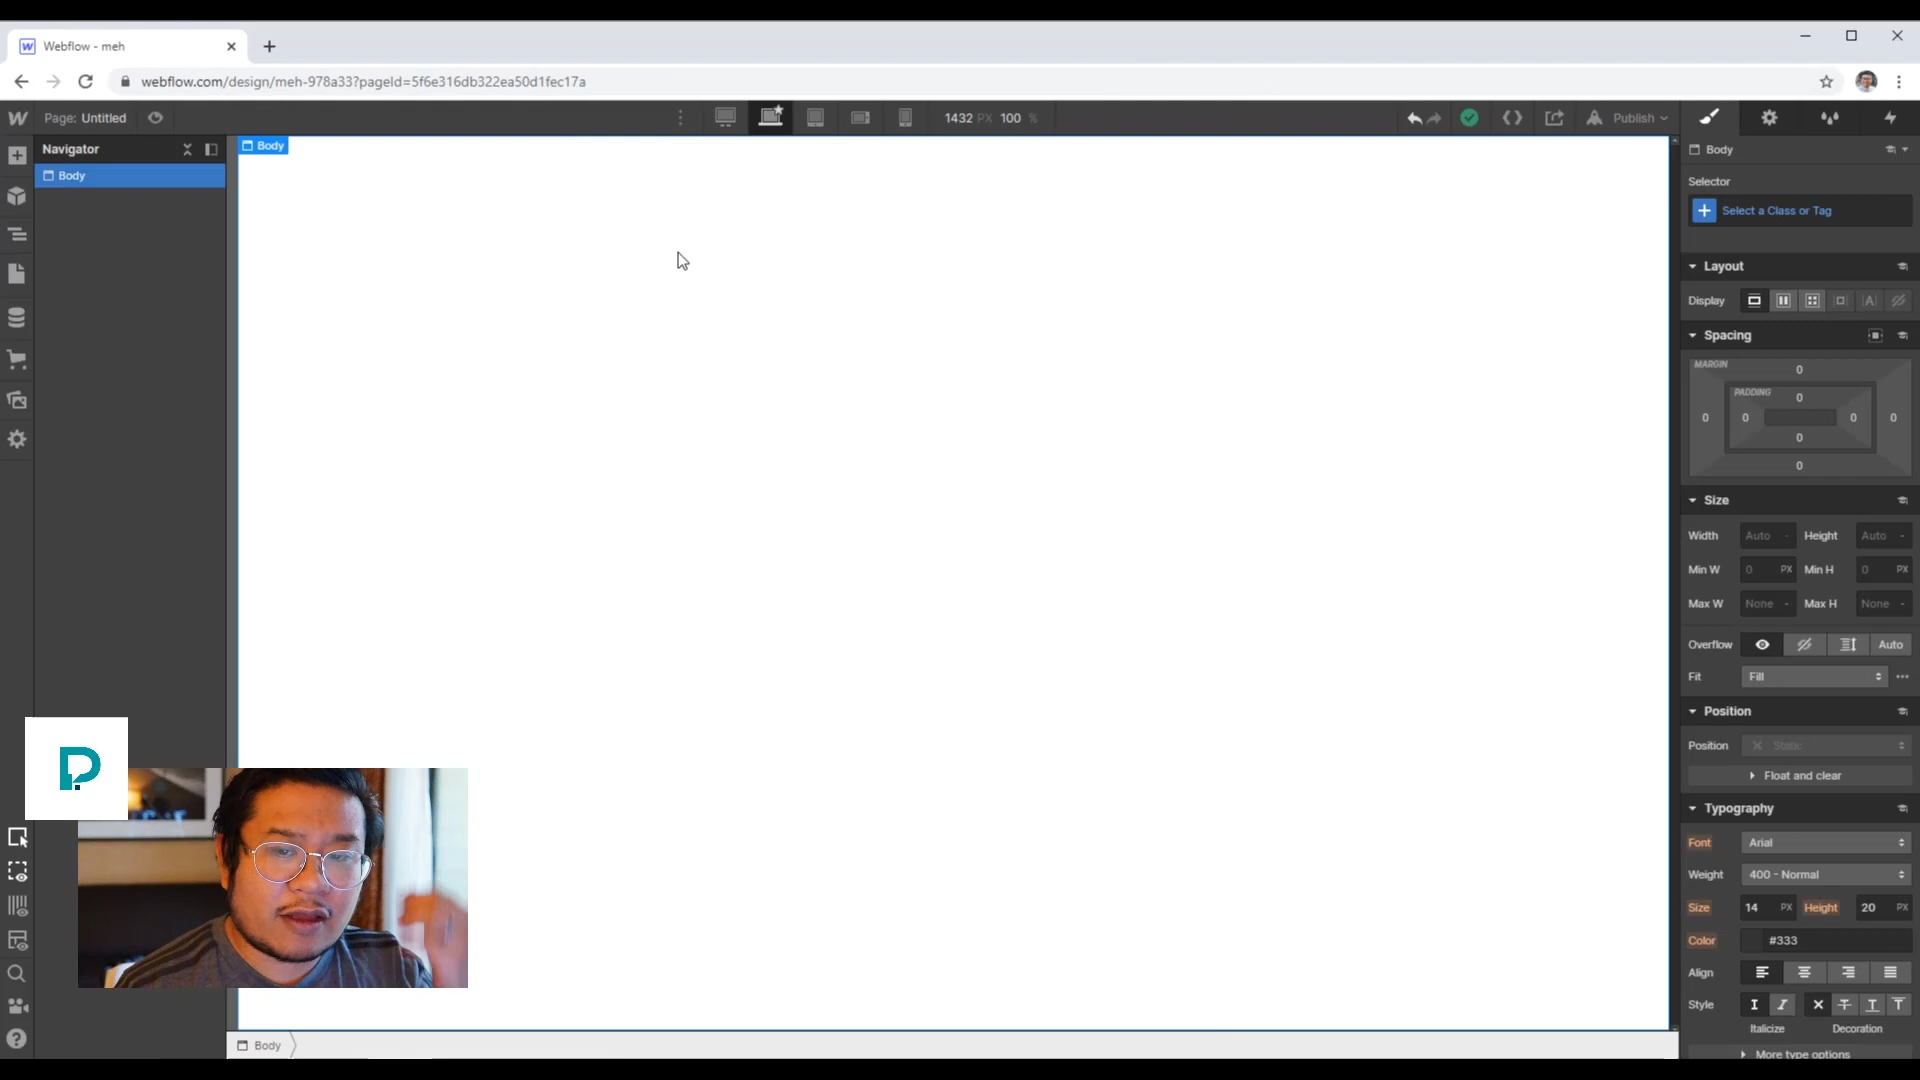 Webflow - meh
webflow.com/design/meh-978a33?pageId=5f6e316db322ea50d1fec17a
Page: Untitled
1432 PX 100 %
Publish
Navigator
Body
Body
Body
Selector
Select a Class or Tag
Layout
Display
Spacing
MARGIN
0
PADDING
0
0 0 0 0
0
0
Size
Width Auto - Height Auto -
Min W 0 PX Min H 0 PX
Max W None - Max H None -
Overflow Auto
Fit Fill
Position
Position Static
Float and clear
Typography
Font Arial
Weight 400 - Normal
Size 14 PX Height 20 PX
Color #333
Align
Style
Italicize Decoration
More type options
Body